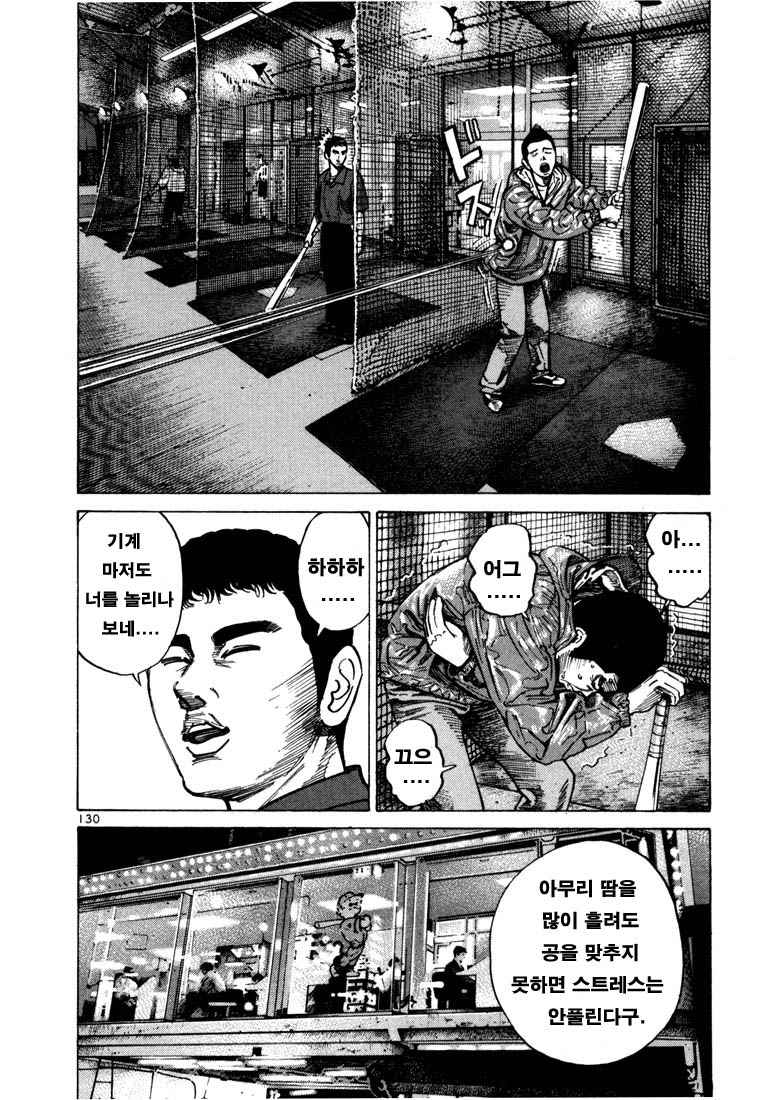 ドズッ
아...
.....
어그
.....
끄으
....
하하하
.....
기계
마저도
너를 놀리나
보네....
130
아무리 땀을
많이 흘려도
공을 맞추지
못하면 스트레스는
안풀린다구.